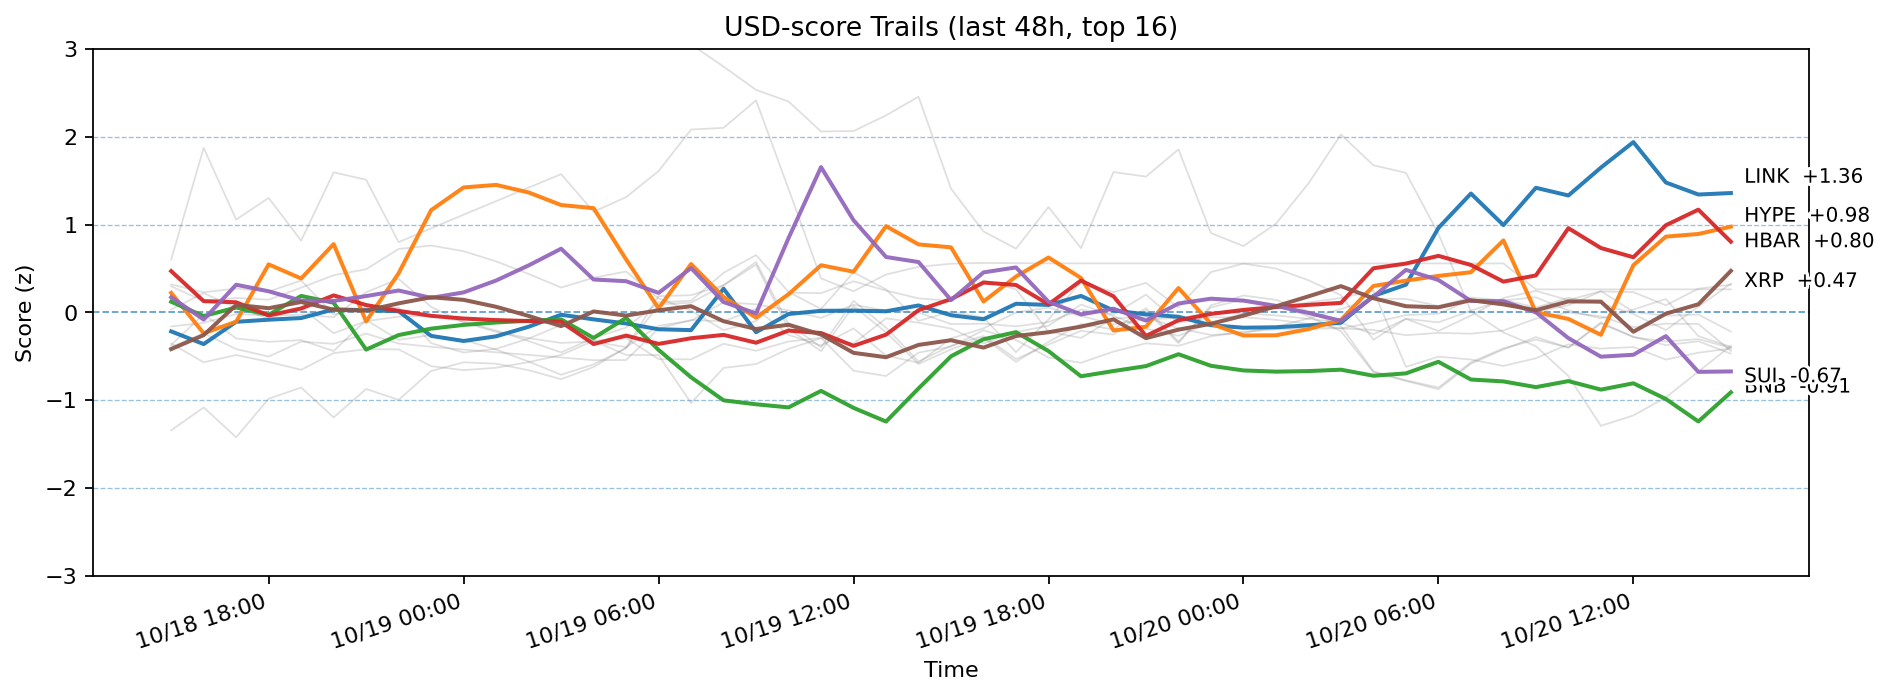 USD-score Trails (last 48h, top 16)
Score (z)
3
2
1
0
−1
−2
−3
LINK +1.36
HYPE +0.98
HBAR +0.80
XRP +0.47
SUI -0.67
BNB -0.91
10/18 18:00
10/19 00:00
10/19 06:00
10/19 12:00
10/19 18:00
10/20 00:00
10/20 06:00
10/20 12:00
Time